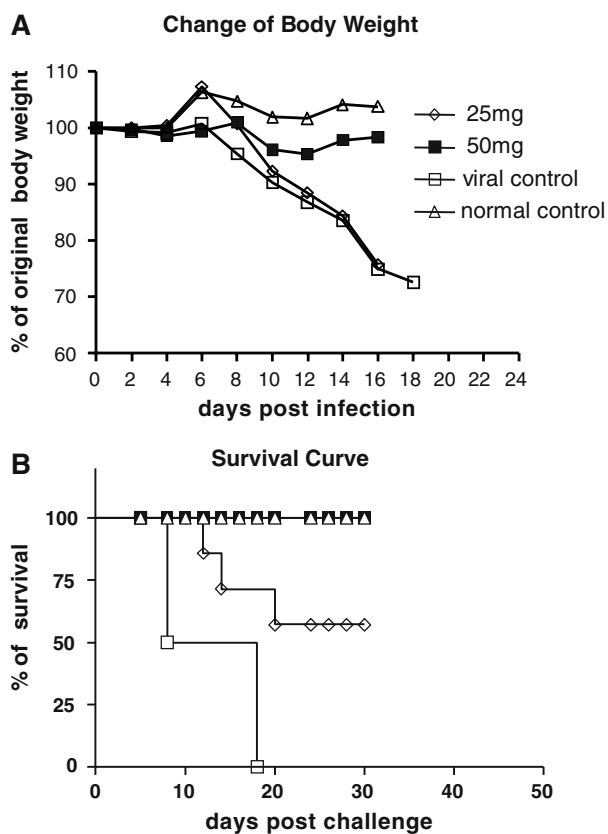 A
Change of Body Weight
110
100
90
80
70
60
% of original body weight
0 2 4 6 8 10 12 14 16 18 20 22 24
days post infection
25mg
50mg
viral control
normal control
B
Survival Curve
100
75
50
25
0
% of survival
0 10 20 30 40 50
days post challenge